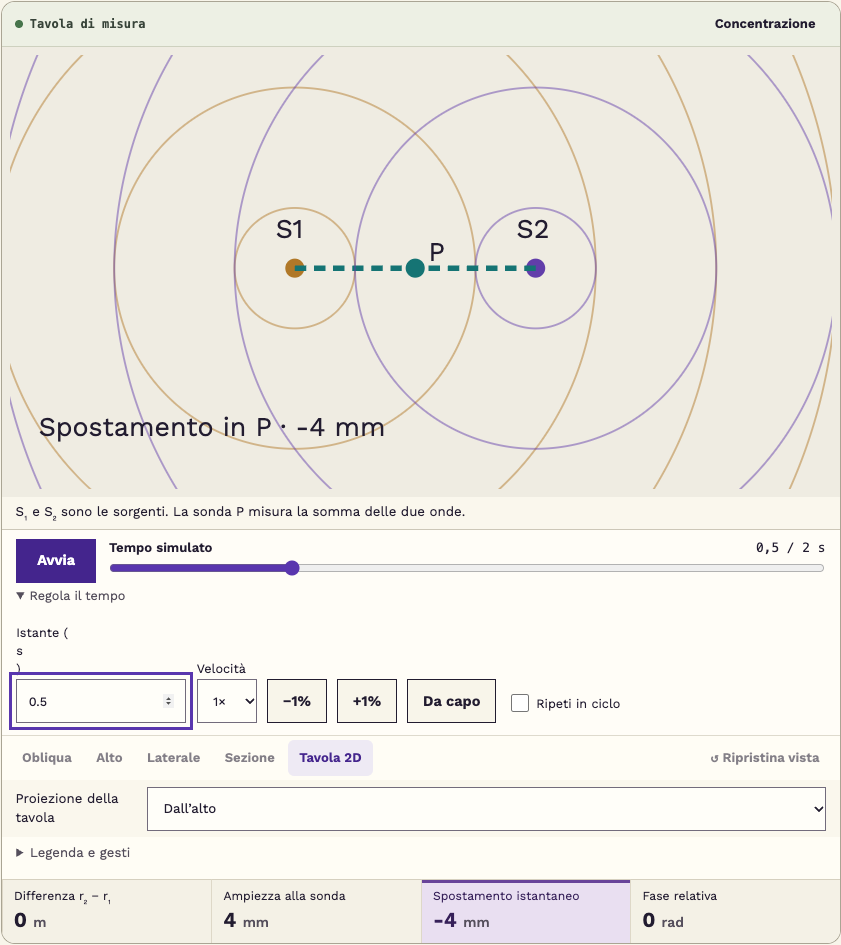 Tavola di misura
Concentrazione
S1
S2
P
Spostamento in P · -4 mm
S₁ e S₂ sono le sorgenti. La sonda P misura la somma delle due onde.
Avvia
Tempo simulato
0,5 / 2 s
▼ Regola il tempo
Istante (
s
)
Velocità
0.5
1×
−1%
+1%
Da capo
Ripeti in ciclo
Obliqua
Alto
Laterale
Sezione
Tavola 2D
↺ Ripristina vista
Proiezione della
tavola
Dall’alto
▶ Legenda e gesti
Differenza r₂ − r₁
0 m
Ampiezza alla sonda
4 mm
Spostamento istantaneo
-4 mm
Fase relativa
0 rad